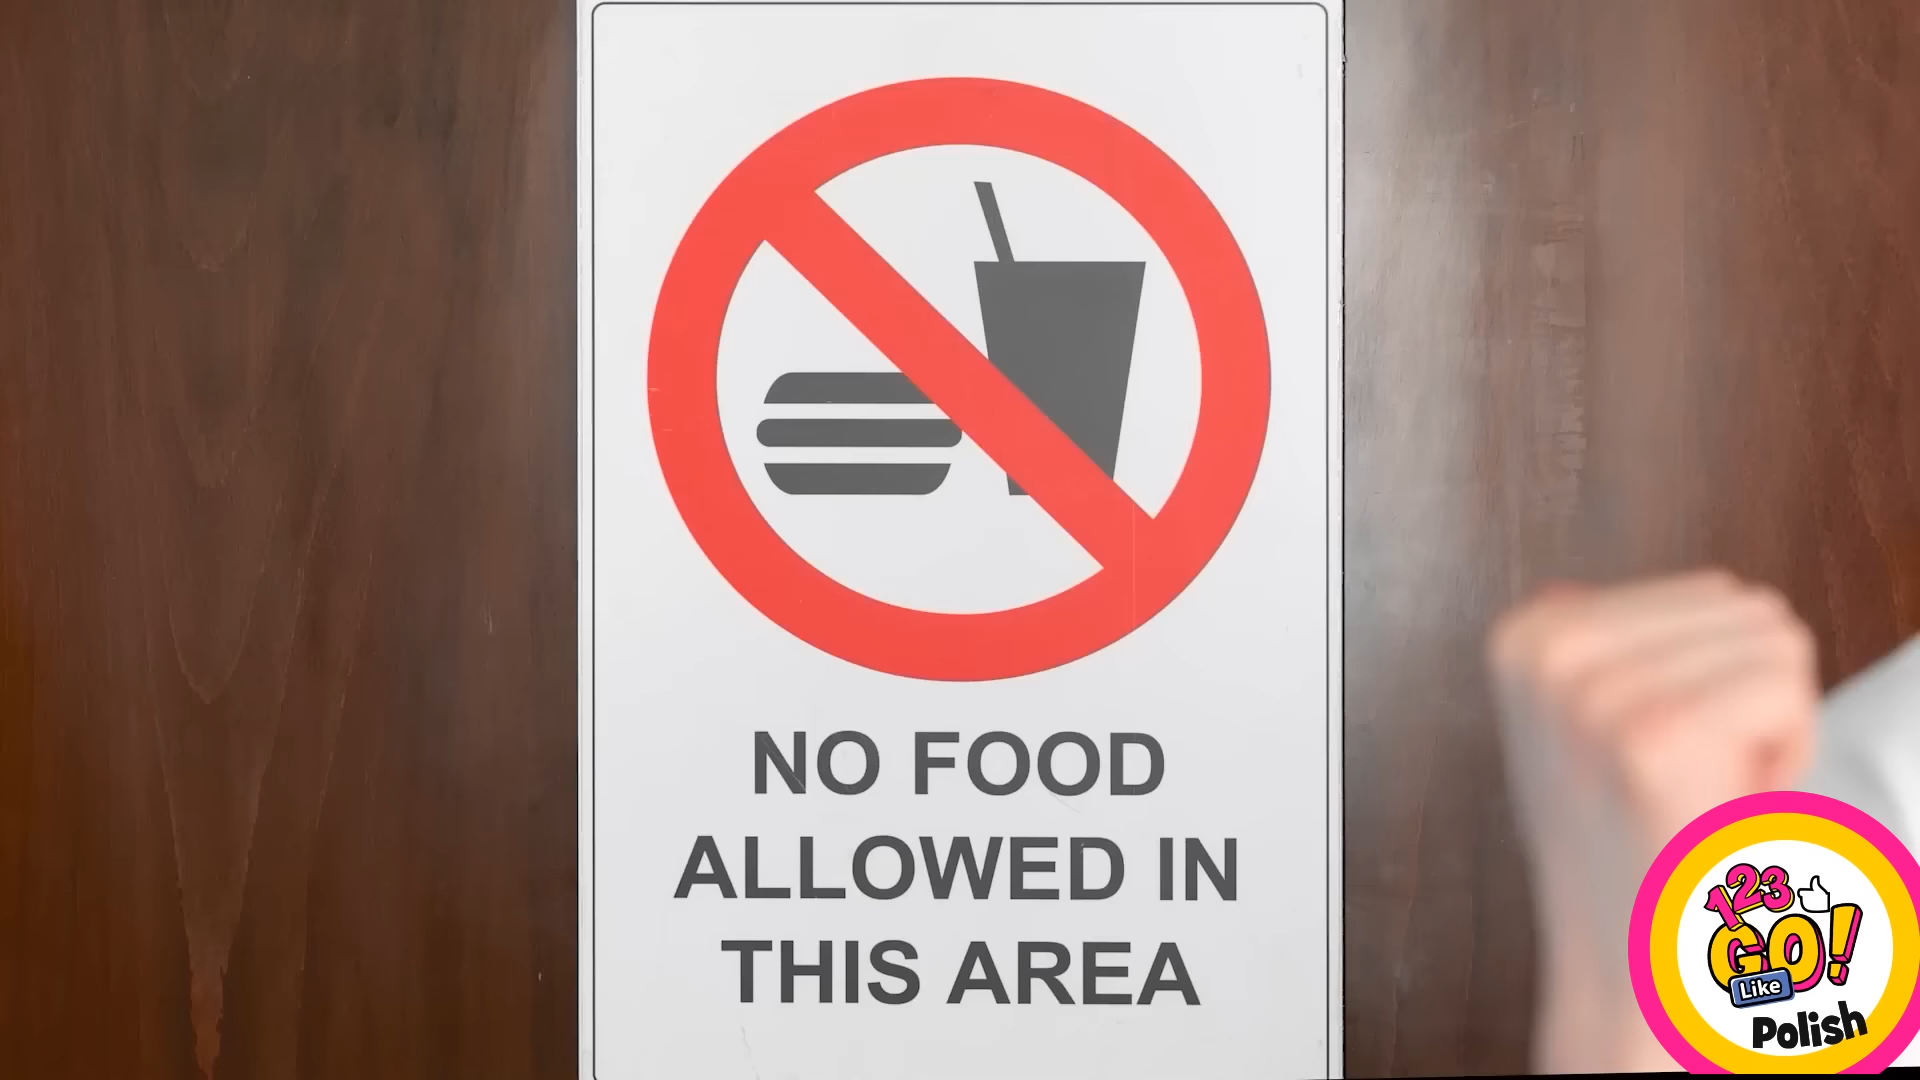 NO FOOD
ALLOWED IN
THIS AREA
123
GO!
Like
Polish